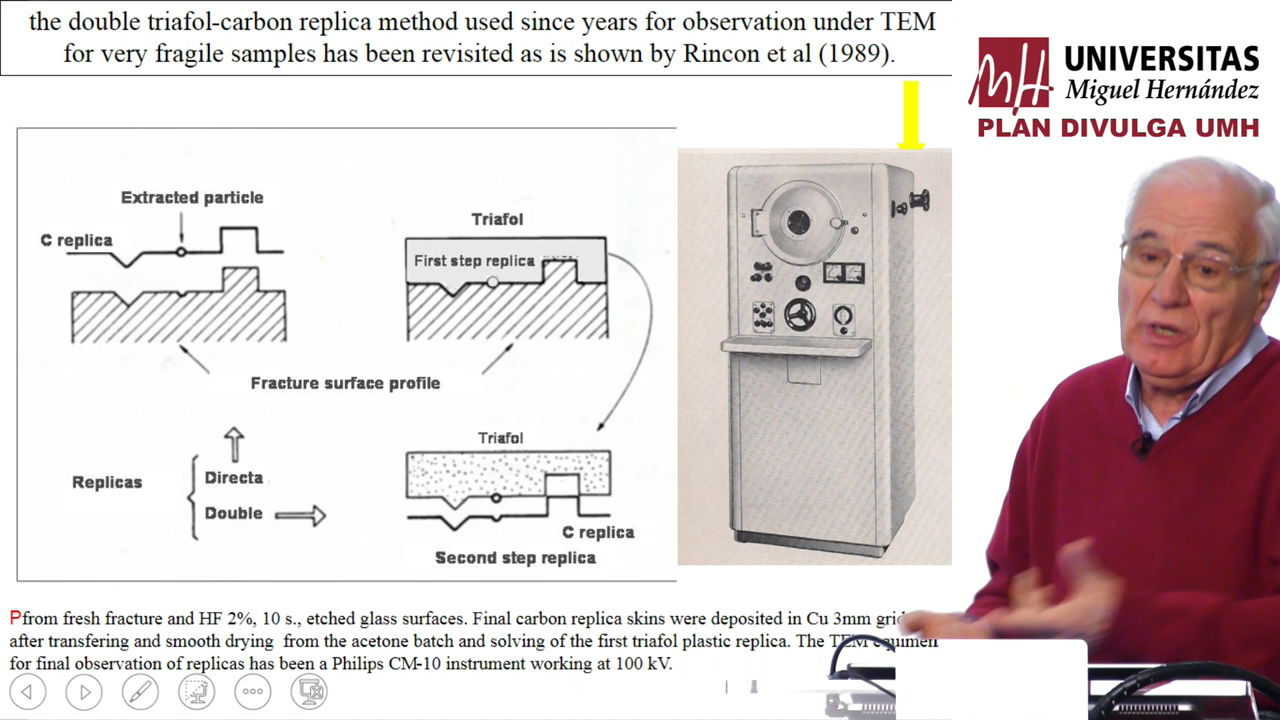 the double triafol-carbon replica method used since years for observation under TEM
for very fragile samples has been revisited as is shown by Rincon et al (1989).
UNIVERSITAS
Miguel Hernández
PLAN DIVULGA UMH
Extracted particle
C replica
Triafol
First step replica
Fracture surface profile
Triafol
Replicas
Directa
Double
C replica
Second step replica
Pfrom fresh fracture and HF 2%, 10 s., etched glass surfaces. Final carbon replica skins were deposited in Cu 3mm
after transfering and smooth drying from the acetone batch and solving of the first triafol plastic replica. The TEM
for final observation of replicas has been a Philips CM-10 instrument working at 100 kV.